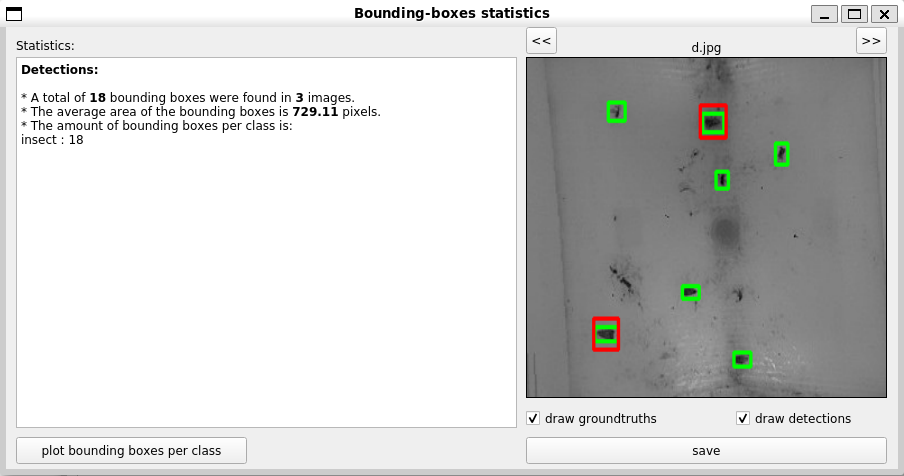 Bounding-boxes statistics
Statistics:
<<
d.jpg
>>
Detections:
* A total of 18 bounding boxes were found in 3 images.
* The average area of the bounding boxes is 729.11 pixels.
* The amount of bounding boxes per class is:
insect : 18
draw groundtruths
draw detections
plot bounding boxes per class
save